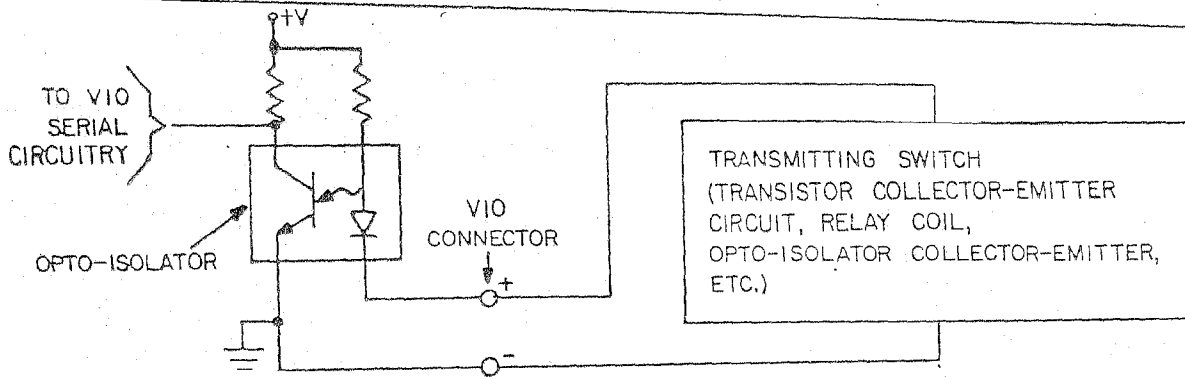 +V
TO VIO
SERIAL
CIRCUITRY
OPTO-ISOLATOR
VIO
CONNECTOR
+
-
TRANSMITTING SWITCH
(TRANSISTOR COLLECTOR-EMITTER
CIRCUIT, RELAY COIL,
OPTO-ISOLATOR COLLECTOR-EMITTER,
ETC.)